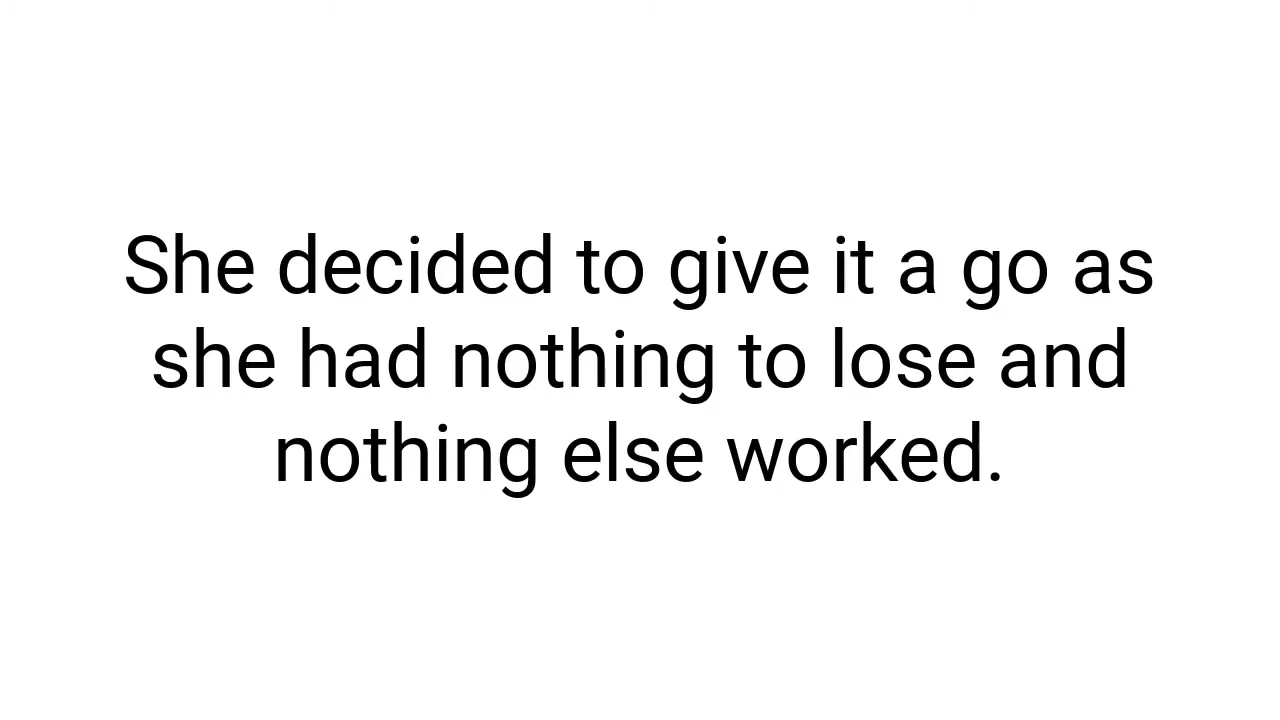 She decided to give it a go as
she had nothing to lose and
nothing else worked.